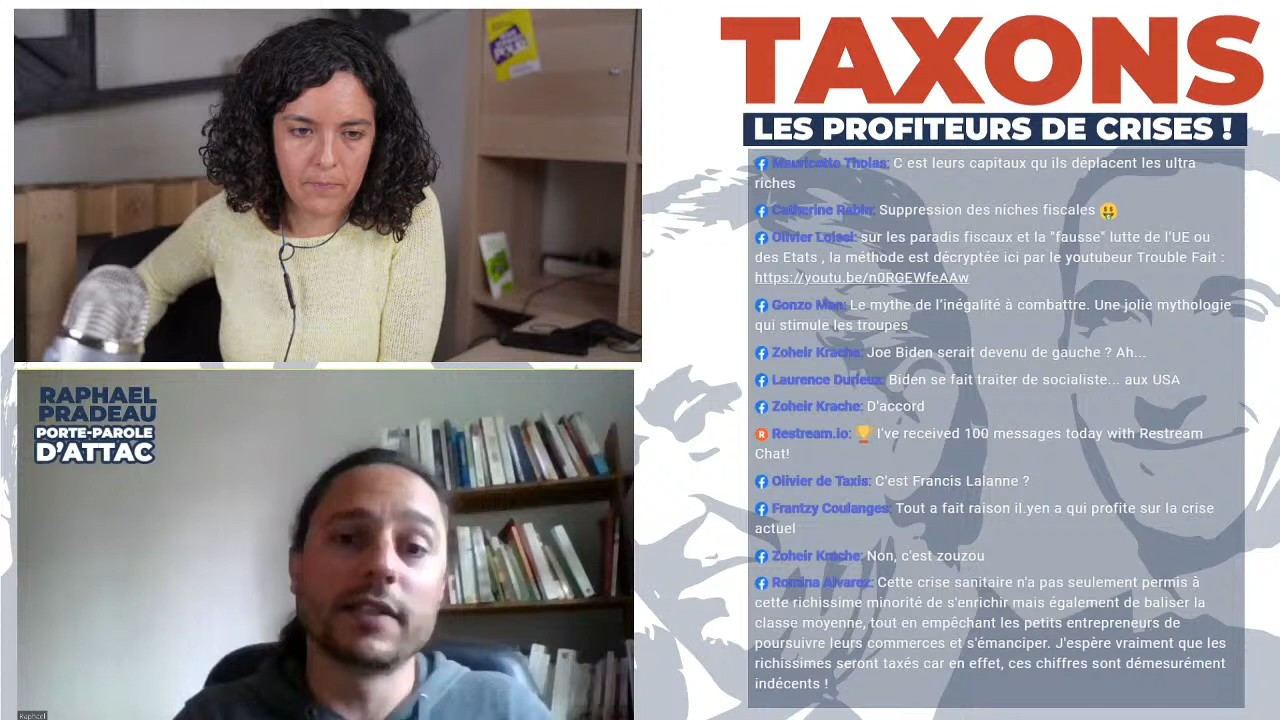 TAXONS
LES PROFITEURS DE CRISES !
Mauricette Tholas: C est leurs capitaux qu ils déplacent les ultra
riches
Catherine Rabin: Suppression des niches fiscales
Olivier Loisel: sur les paradis fiscaux et la "fausse" lutte de l'UE ou
des Etats , la méthode est décryptée ici par le youtubeur Trouble Fait :
https://youtu.be/n0RGEWfeAAw
Gonzo Man: Le mythe de l'inégalité à combattre. Une jolie mythologie
qui stimule les troupes
Zoheir Krache: Joe Biden serait devenu de gauche ? Ah...
Laurence Durieux: Biden se fait traiter de socialiste... aux USA
Zoheir Krache: D'accord
R Restream.io: I've received 100 messages today with Restream
Chat!
Olivier de Taxis: C'est Francis Lalanne ?
Frantzy Coulanges: Tout a fait raison il.yen a qui profite sur la crise
actuel
Zoheir Krache: Non, c'est zouzou
Romina Alvarez: Cette crise sanitaire n'a pas seulement permis à
cette richissime minorité de s'enrichir mais également de baliser la
classe moyenne, tout en empêchant les petits entrepreneurs de
poursuivre leurs commerces et s'émanciper. J'espère vraiment que les
richissimes seront taxés car en effet, ces chiffres sont démesurément
indécents !
RAPHAEL
PRADEAU
PORTE-PAROLE
D'ATTAC
Raphael